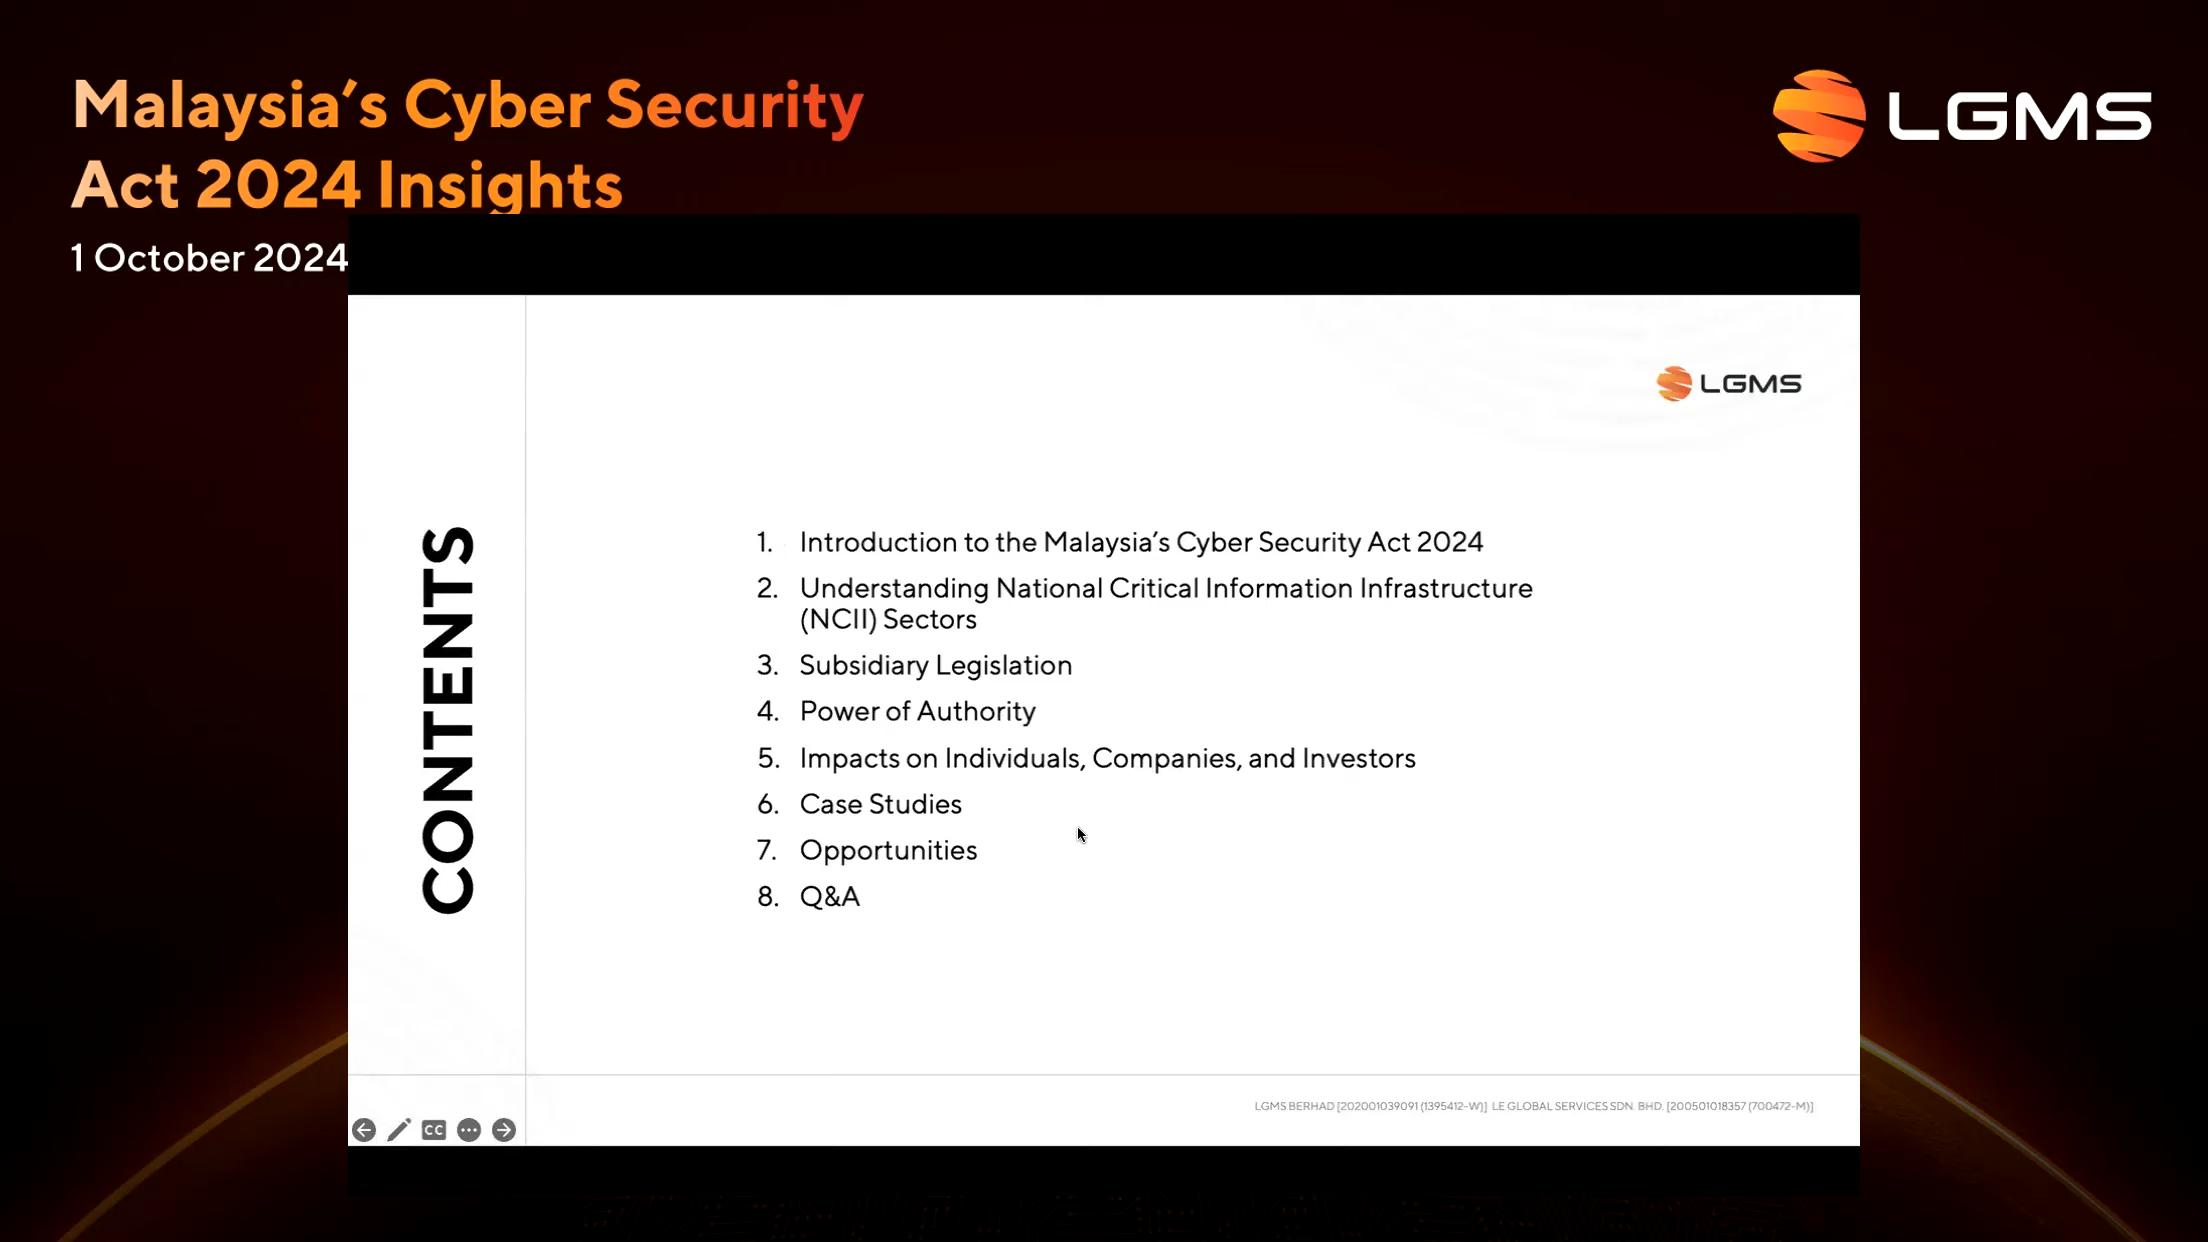 Malaysia's Cyber Security
Act 2024 Insights
1 October 2024
LGMS
LGMS
CONTENTS
1. Introduction to the Malaysia's Cyber Security Act 2024
2. Understanding National Critical Information Infrastructure
(NCII) Sectors
3. Subsidiary Legislation
4. Power of Authority
5. Impacts on Individuals, Companies, and Investors
6. Case Studies
7. Opportunities
8. Q&A
LGMS BERHAD [202001039091 (1395412-W)] LE GLOBAL SERVICES SDN. BHD. [200501018357 (700472-M)]
CC